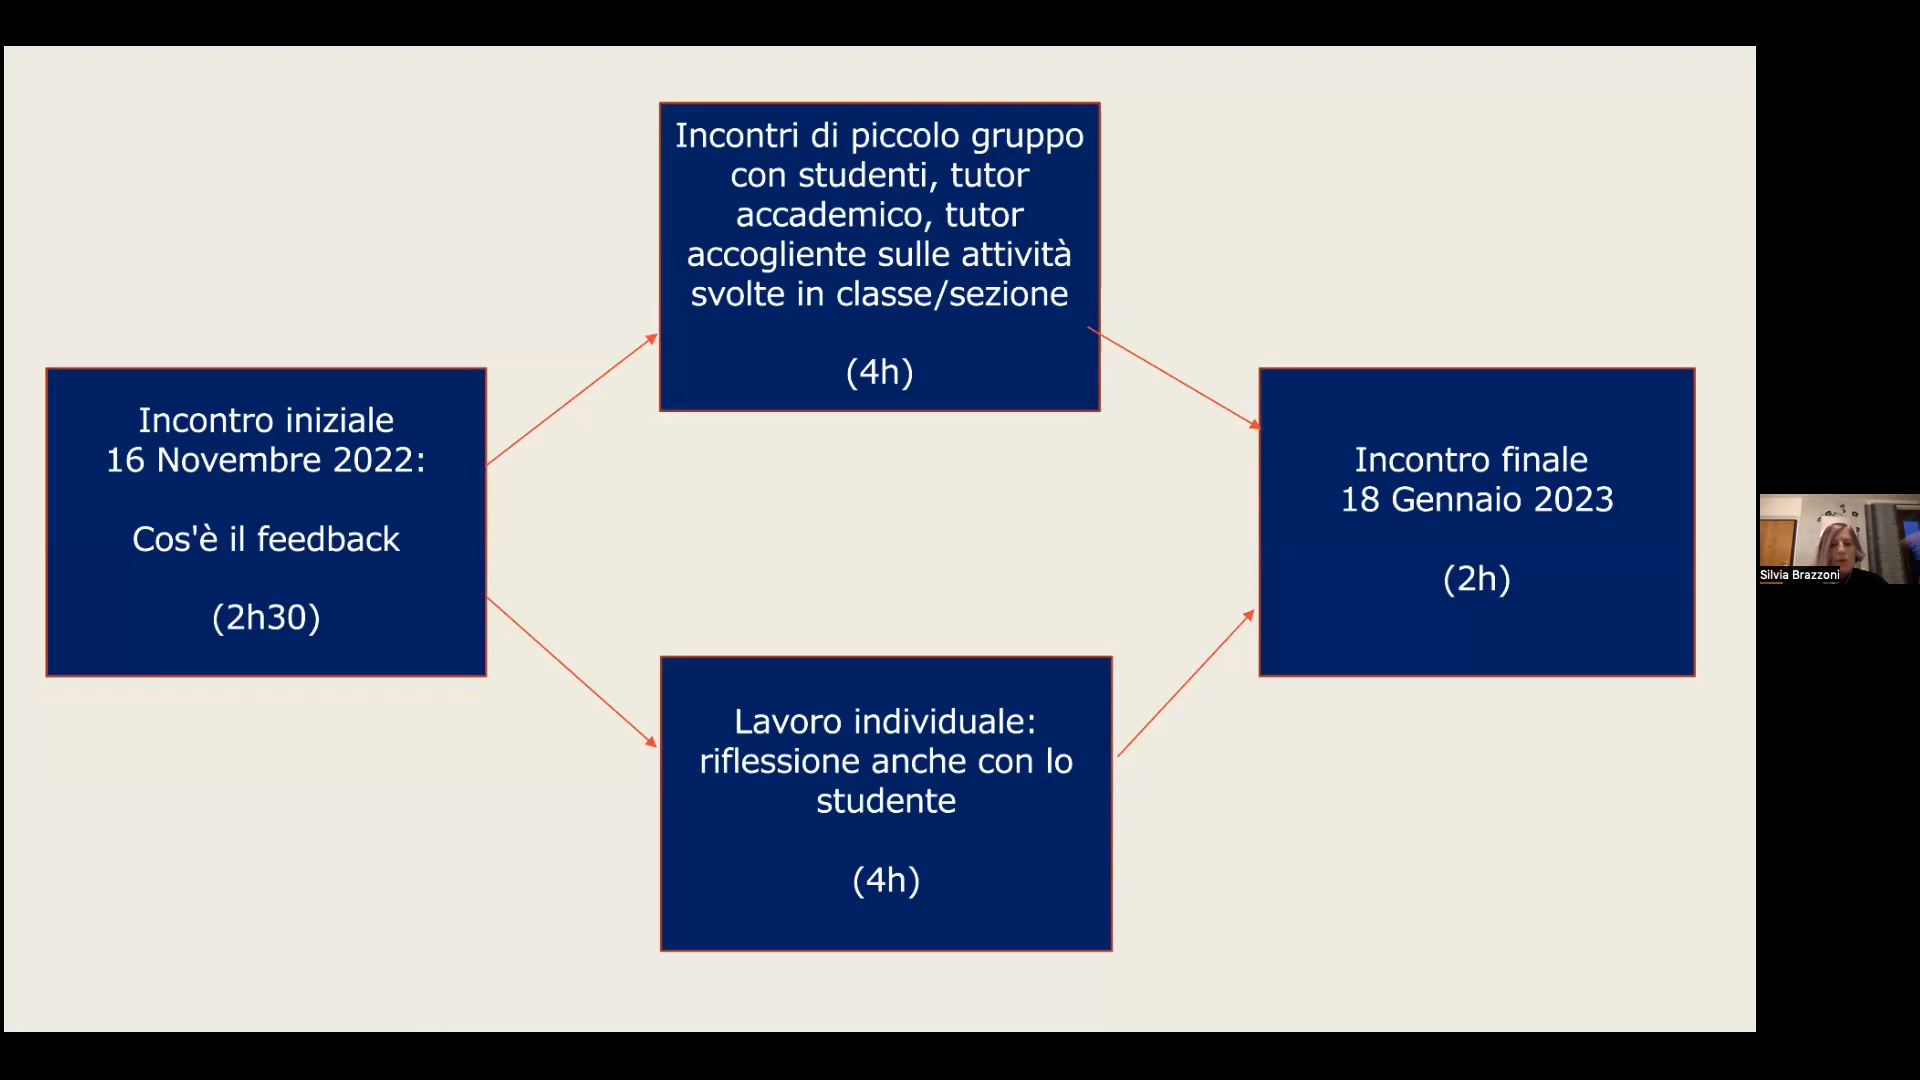 Incontro iniziale
16 Novembre 2022:
Cos'è il feedback
(2h30)
Incontri di piccolo gruppo
con studenti, tutor
accademico, tutor
accogliente sulle attività
svolte in classe/sezione
(4h)
Lavoro individuale:
riflessione anche con lo
studente
(4h)
Incontro finale
18 Gennaio 2023
(2h)
Silvia Brazzoni